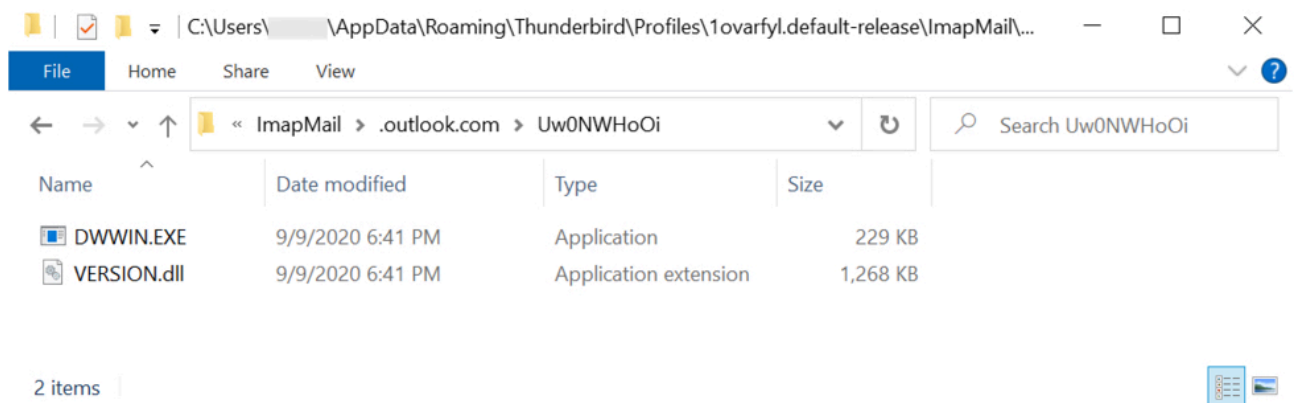 C:\Users\ \AppData\Roaming\Thunderbird\Profiles\1ovarfyl.default-release\ImapMail\...
File Home Share View
« ImapMail > .outlook.com > Uw0NWHoOi Search Uw0NWHoOi
Name Date modified Type Size
DWWIN.EXE 9/9/2020 6:41 PM Application 229 KB
VERSION.dll 9/9/2020 6:41 PM Application extension 1,268 KB
2 items